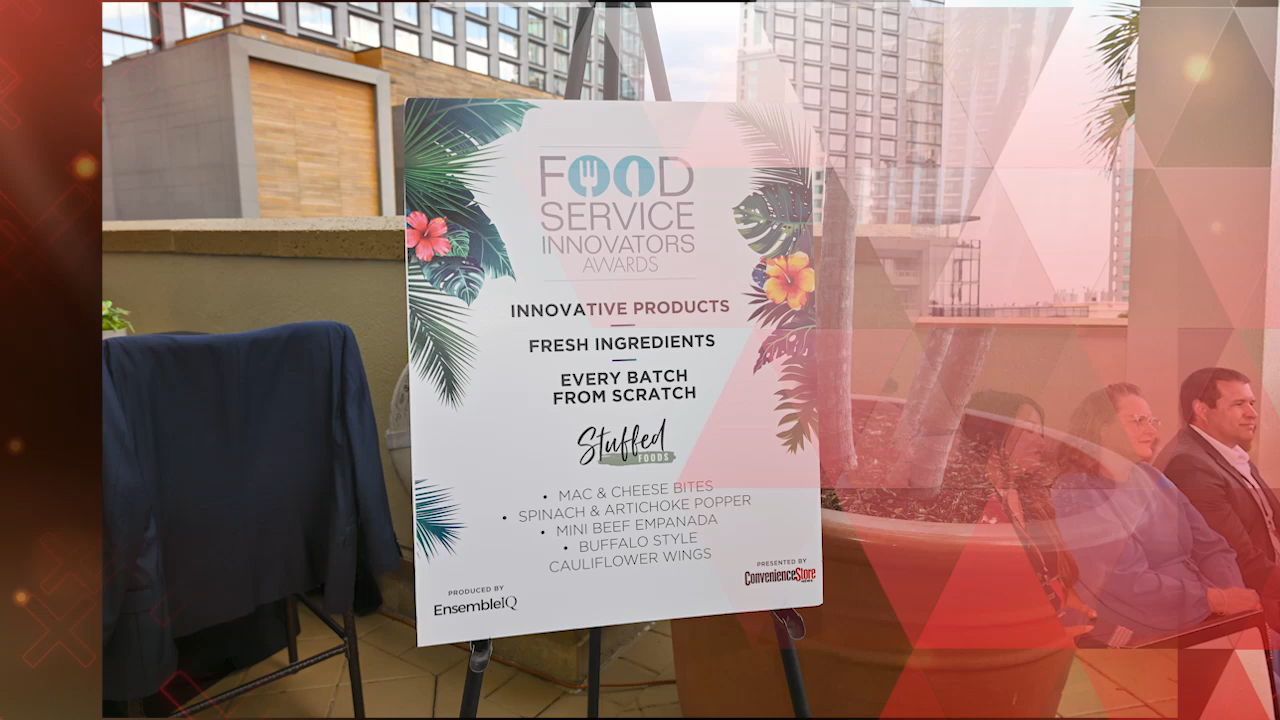 FOOD
SERVICE
INNOVATORS
AWARDS
INNOVATIVE PRODUCTS
FRESH INGREDIENTS
EVERY BATCH
FROM SCRATCH
Stuffed
FOODS
• MAC & CHEESE BITES
• SPINACH & ARTICHOKE POPPER
• MINI BEEF EMPANADA
• BUFFALO STYLE
CAULIFLOWER WINGS
PRODUCED BY
EnsembleIQ
PRESENTED BY
ConvenienceStore